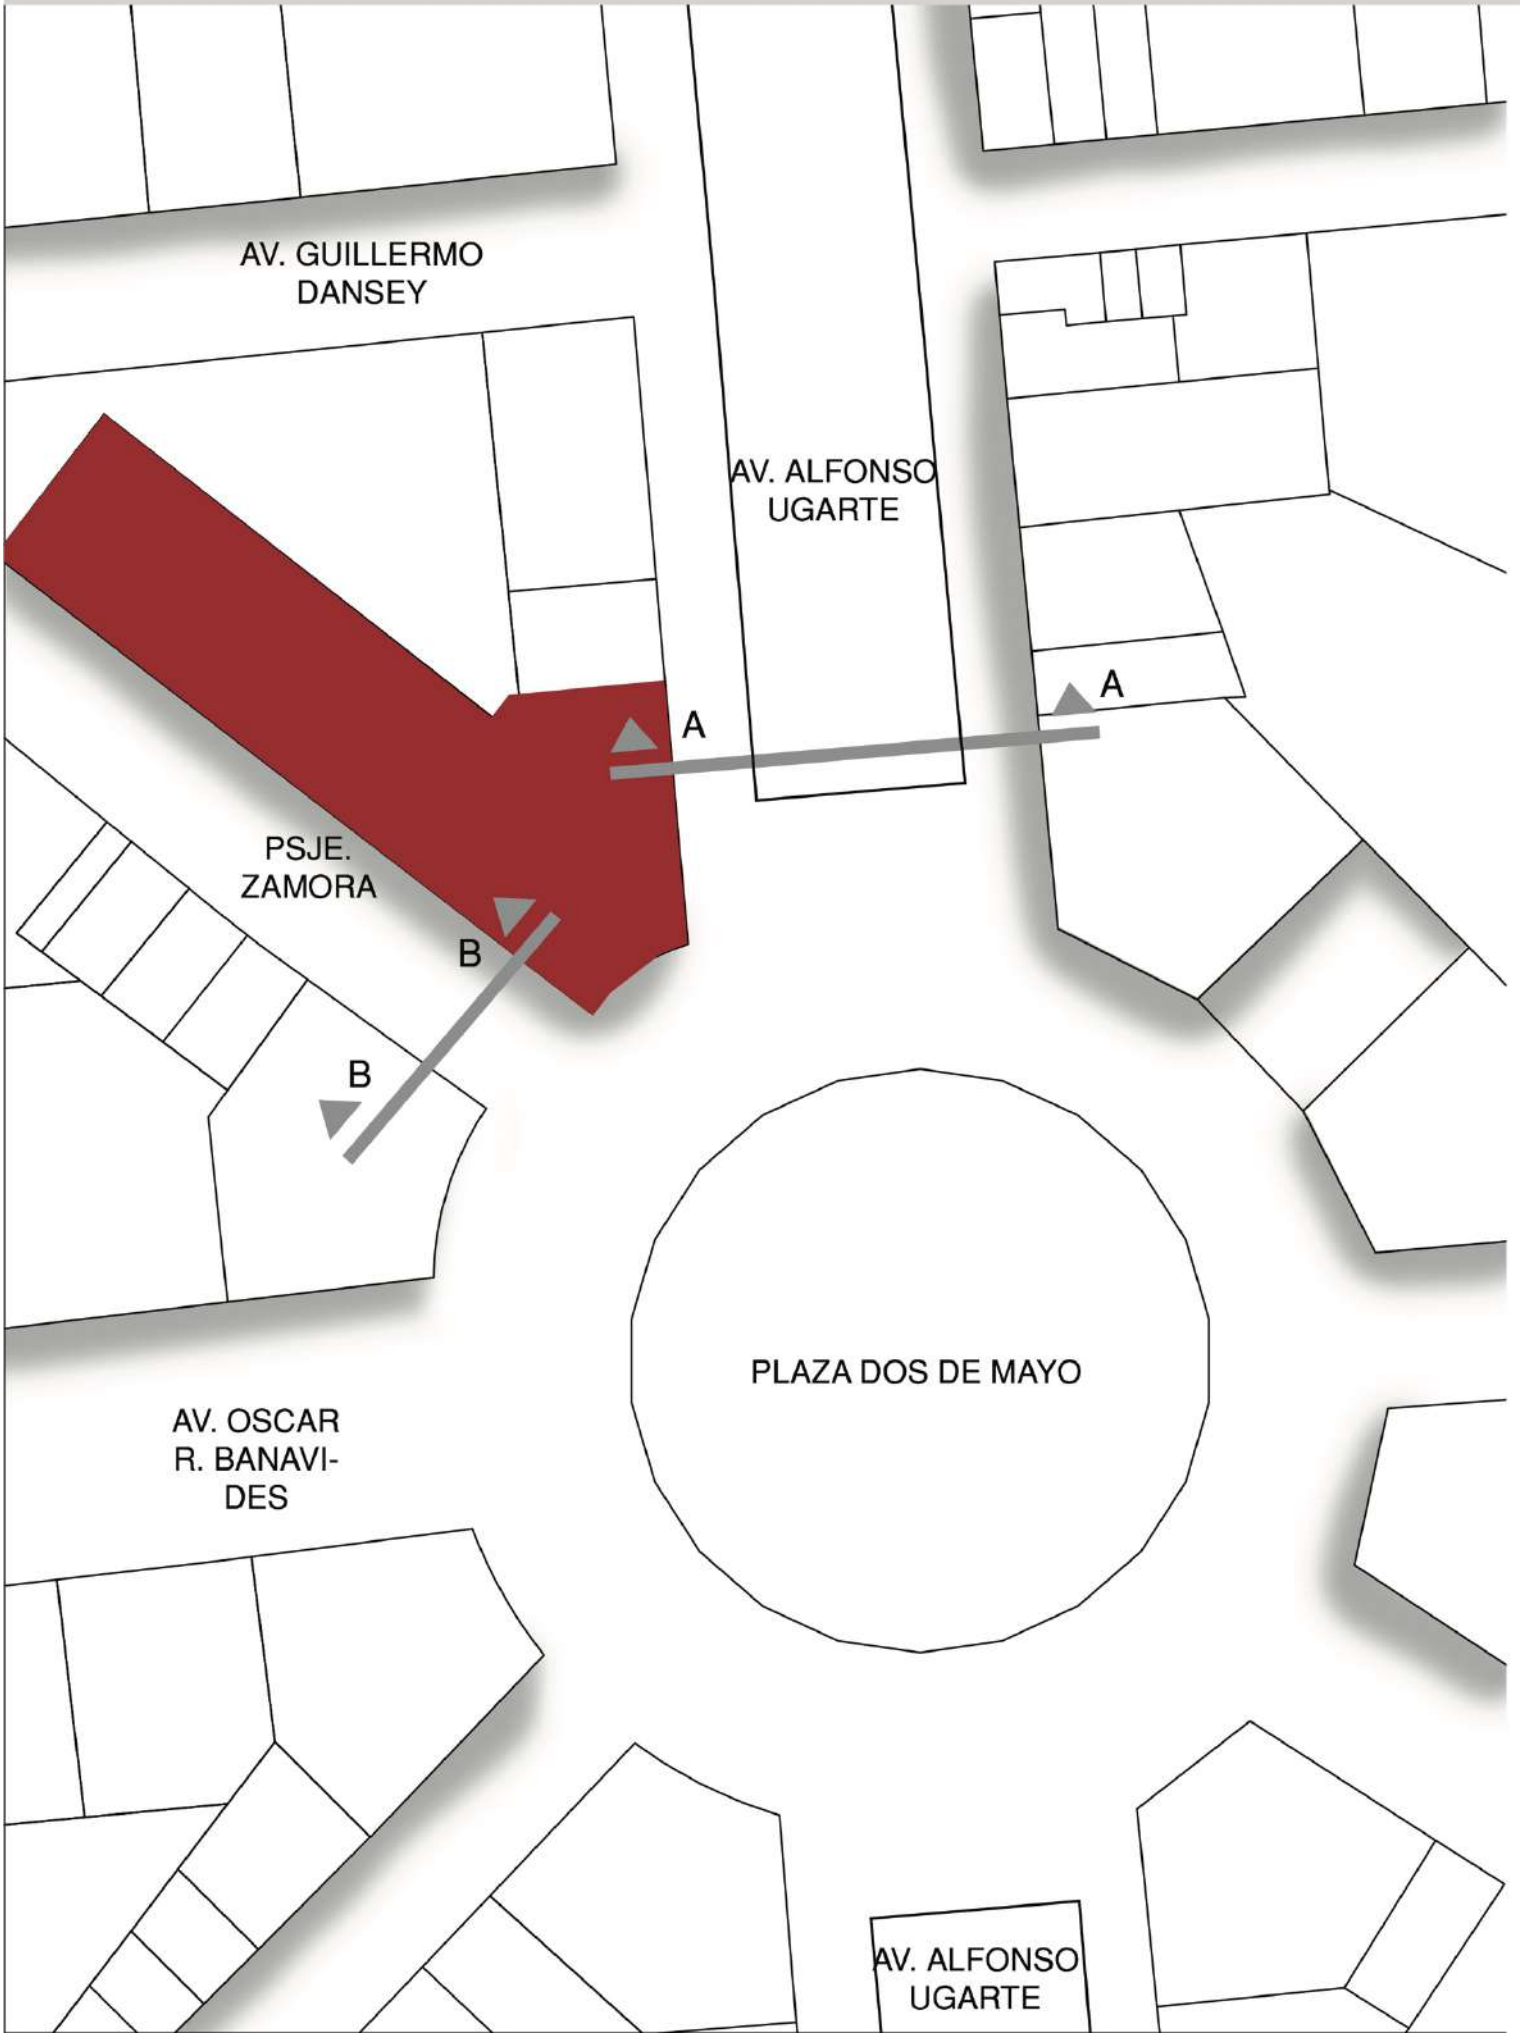 AV. GUILLERMO
DANSEY
AV. ALFONSO
UGARTE
A
A
PSJE.
ZAMORA
B
B
PLAZA DOS DE MAYO
AV. OSCAR
R. BANAVI-
DES
AV. ALFONSO
UGARTE